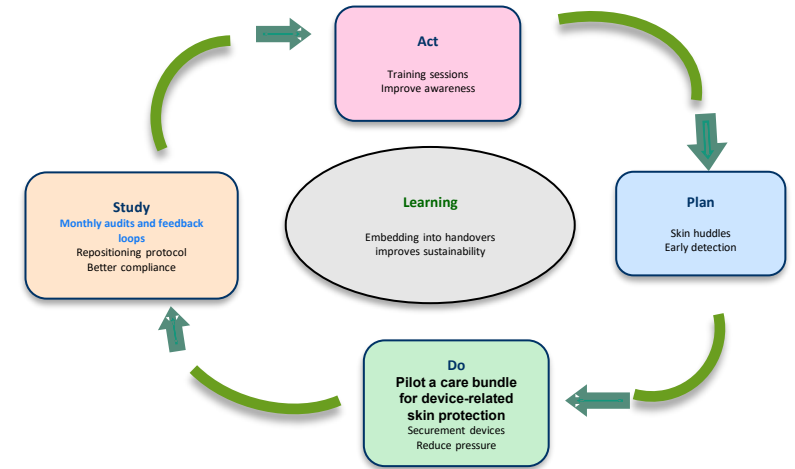 Act
Training sessions
Improve awareness
Plan
Skin huddles
Early detection
Learning
Embedding into handovers
improves sustainability
Study
Monthly audits and feedback
loops
Repositioning protocol
Better compliance
Do
Pilot a care bundle
for device-related
skin protection
Securement devices
Reduce pressure